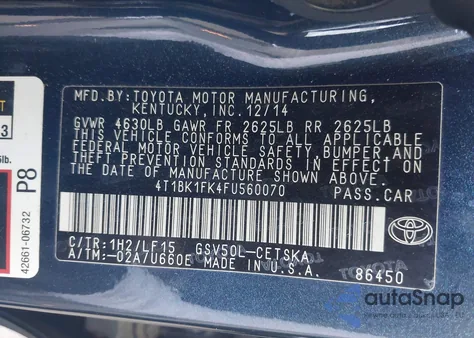 MFD.BY:TOYOTA MOTOR MANUFACTURING,
KENTUCKY, INC.12/14
GVWR 4630LB GAWR FR 2625LB RR 2625LB
THIS VEHICLE CONFORMS TO ALL APPLICABLE
FEDERAL MOTOR VEHICLE SAFETY,BUMPER,AND
THEFT PREVENTION STANDARDS IN EFFECT ON
THE DATE OF MANUFACTURE SHOWN ABOVE.
4T1BK1FK4FU560070 PASS.CAR
C/TR:1H2/LF15 GSV50L-CETSKA
A/TM:-02A/U660E MADE IN U.S.A. 86450
TOYOTA
3
lb.
P8
42661-06732
autoSnap